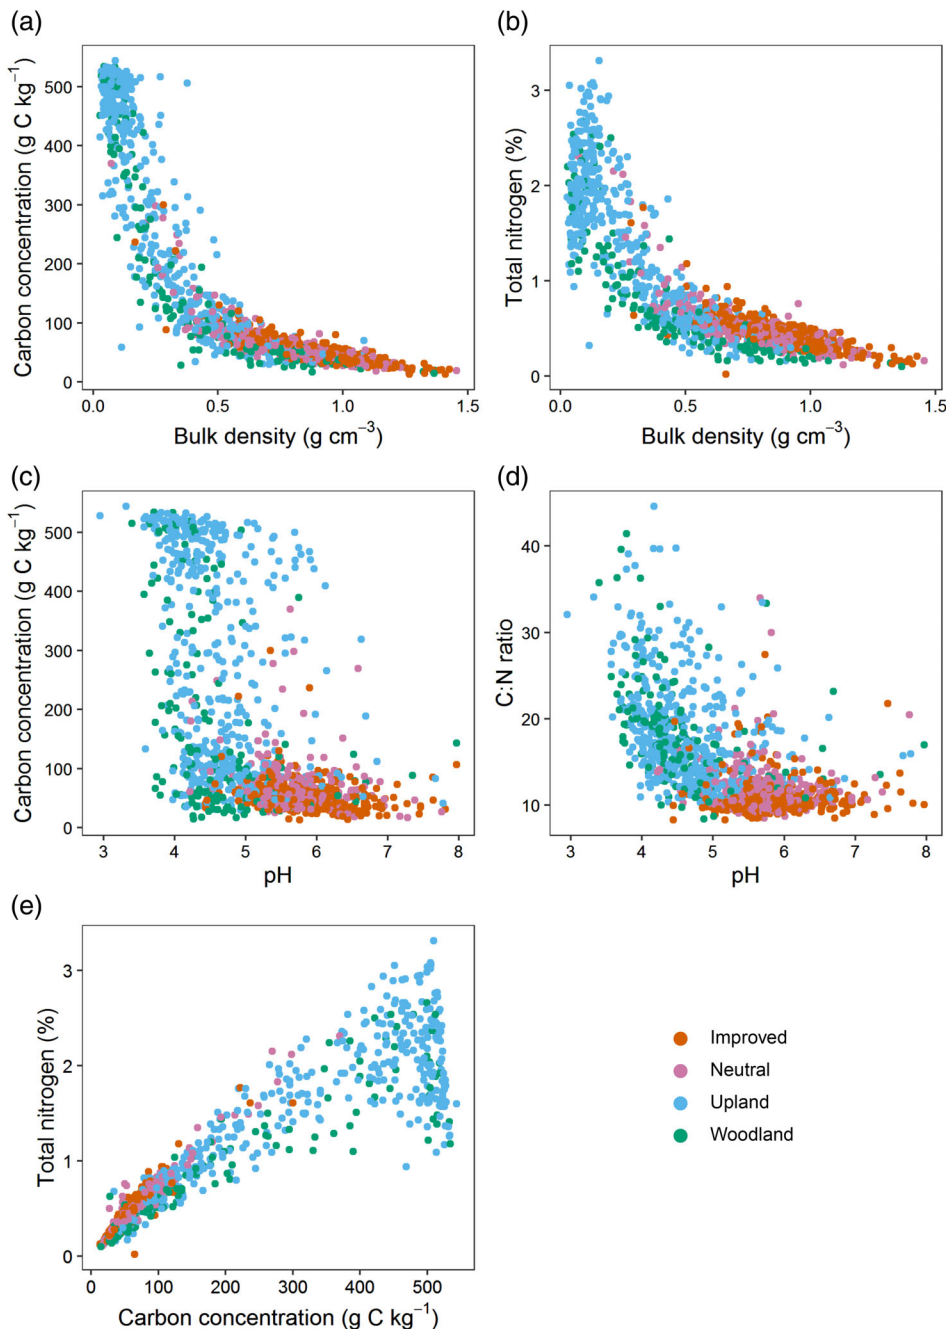 (a)
Carbon concentration (g C kg⁻¹)
500
400
300
200
100
0
0.0 0.5 1.0 1.5
Bulk density (g cm⁻³)
(b)
Total nitrogen (%)
3
2
1
0
0.0 0.5 1.0 1.5
Bulk density (g cm⁻³)
(c)
Carbon concentration (g C kg⁻¹)
500
400
300
200
100
0
3 4 5 6 7 8
pH
(d)
C:N ratio
40
30
20
10
3 4 5 6 7 8
pH
(e)
Total nitrogen (%)
3
2
1
0
0 100 200 300 400 500
Carbon concentration (g C kg⁻¹)
Improved
Neutral
Upland
Woodland